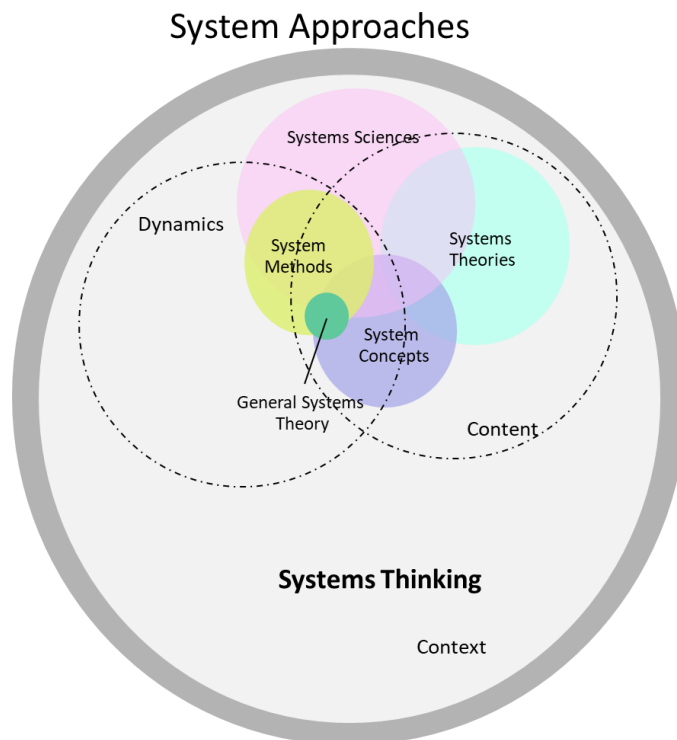 System Approaches
Systems Sciences
Dynamics
System
Methods
Systems
Theories
System
Concepts
General Systems
Theory
Content
Systems Thinking
Context